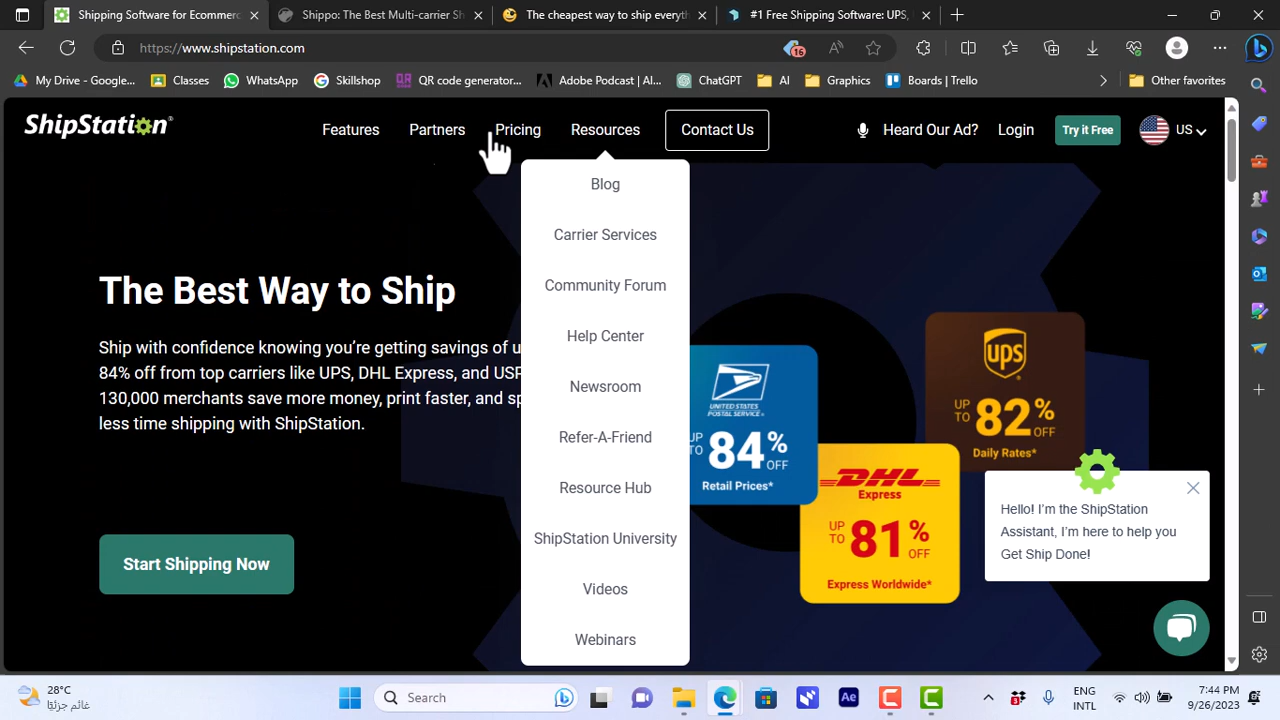 Software for Ecommerc
Shippo: The Best Multi-carrier Sh
The cheapest way to ship everyth
#1 Free Shipping Software: UPS,
https://www.shipstation.com
16
My Drive - Google...
Classes
WhatsApp
Skillshop
QR code generator...
Adobe Podcast | AI...
ChatGPT
AI
Graphics
Boards | Trello
Other favorites
ShipStation®
Features
Partners
Pricing
Resources
Contact Us
Heard Our Ad?
Login
Try it Free
US
Blog
Carrier Services
Community Forum
Help Center
Newsroom
Refer-A-Friend
Resource Hub
ShipStation University
Videos
Webinars
The Best Way to Ship
Ship with confidence knowing you're getting savings of u
84% off from top carriers like UPS, DHL Express, and USP
130,000 merchants save more money, print faster, and sp
less time shipping with ShipStation.
Start Shipping Now
UNITED STATES
POSTAL SERVICE
UP TO 84% OFF
Retail Prices*
DHL
Express
UP TO 81% OFF
Express Worldwide*
ups
UP TO 82% OFF
Daily Rates*
Hello! I'm the ShipStation
Assistant, I'm here to help you
Get Ship Done!
28°C
غائم جزئيًا
Search
Ae
3
ENG
INTL
7:44 PM
9/26/2023